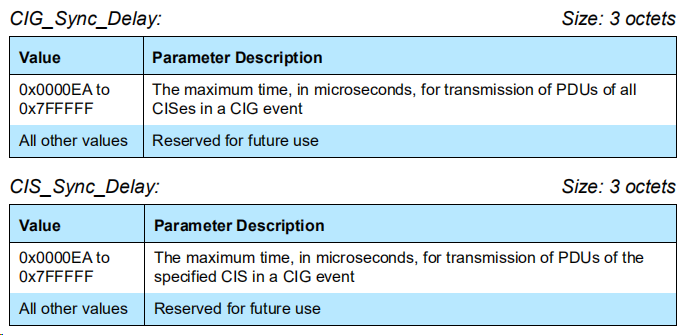 CIG_Sync_Delay: Size: 3 octets
Value Parameter Description
0x0000EA to The maximum time, in microseconds, for transmission of PDUs of all
0x7FFFFF CISes in a CIG event
All other values Reserved for future use
CIS_Sync_Delay: Size: 3 octets
Value Parameter Description
0x0000EA to The maximum time, in microseconds, for transmission of PDUs of the
0x7FFFFF specified CIS in a CIG event
All other values Reserved for future use